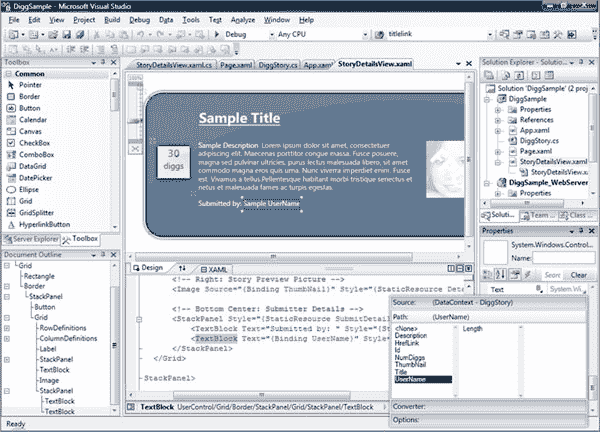 DiggSample - Microsoft Visual Studio
File Edit View Project Build Debug Data Tools Test Analyze Window Help
Debug Any CPU titlelink
Toolbox
Common
Pointer
Border
Button
Calendar
Canvas
CheckBox
ComboBox
DataGrid
DatePicker
Ellipse
Grid
GridSplitter
HyperlinkButton
Server Explorer Toolbox
Document Outline
Grid
Rectangle
Border
StackPanel
Button
Grid
RowDefinitions
ColumnDefinitions
Label
StackPanel
TextBlock
Image
StackPanel
TextBlock
TextBlock
StoryDetailsView.xaml.cs Page.xaml DiggStory.cs App.xaml StoryDetailsView.xaml
100%
Sample Title
30
diggs
Sample Description Lorem ipsum dolor sit amet, consectetuer
adipiscing elit. Maecenas porttitor congue massa. Fusce posuere,
magna sed pulvinar ultricies, purus lectus malesuada libero, sit amet
commodo magna eros quis urna. Nunc viverra imperdiet enim. Fusce
est. Vivamus a tellus.Pellentesque habitant morbi tristique senectus et
netus et malesuada fames ac turpis egestas.
Submitted by: Sample UserName
Design XAML
<!-- Right: Story Preview Picture -->
<Image Source="{Binding ThumbNail}" Style="{StaticResource Deta
<!-- Bottom Center: Submitter Details -->
<StackPanel Style="{StaticResource SubmitDetail
<TextBlock Text="Submitted by: " Style="{St
<TextBlock Text="{Binding UserName}" Style=
</StackPanel>
</Grid>
StackPanel>
TextBlock UserControl/Grid/Border/StackPanel/Grid/StackPanel/TextBlock
Solution Explorer - Solutio...
Solution 'DiggSample' (2 proj
DiggSample
Properties
References
App.xaml
DiggStory.cs
Page.xaml
StoryDetailsView.xaml
StoryDetailsView.x
DiggSample_WebServer
Properties
Soluti... Team ... Class ...
Properties
System.Windows.Control...
Name:
Clear
Text
Source: (DataContext - DiggStory)
Path: (UserName)
<None>
Description
HrefLink
Id
NumDiggs
ThumbNail
Title
UserName
Length
Converter:
Options:
Ready